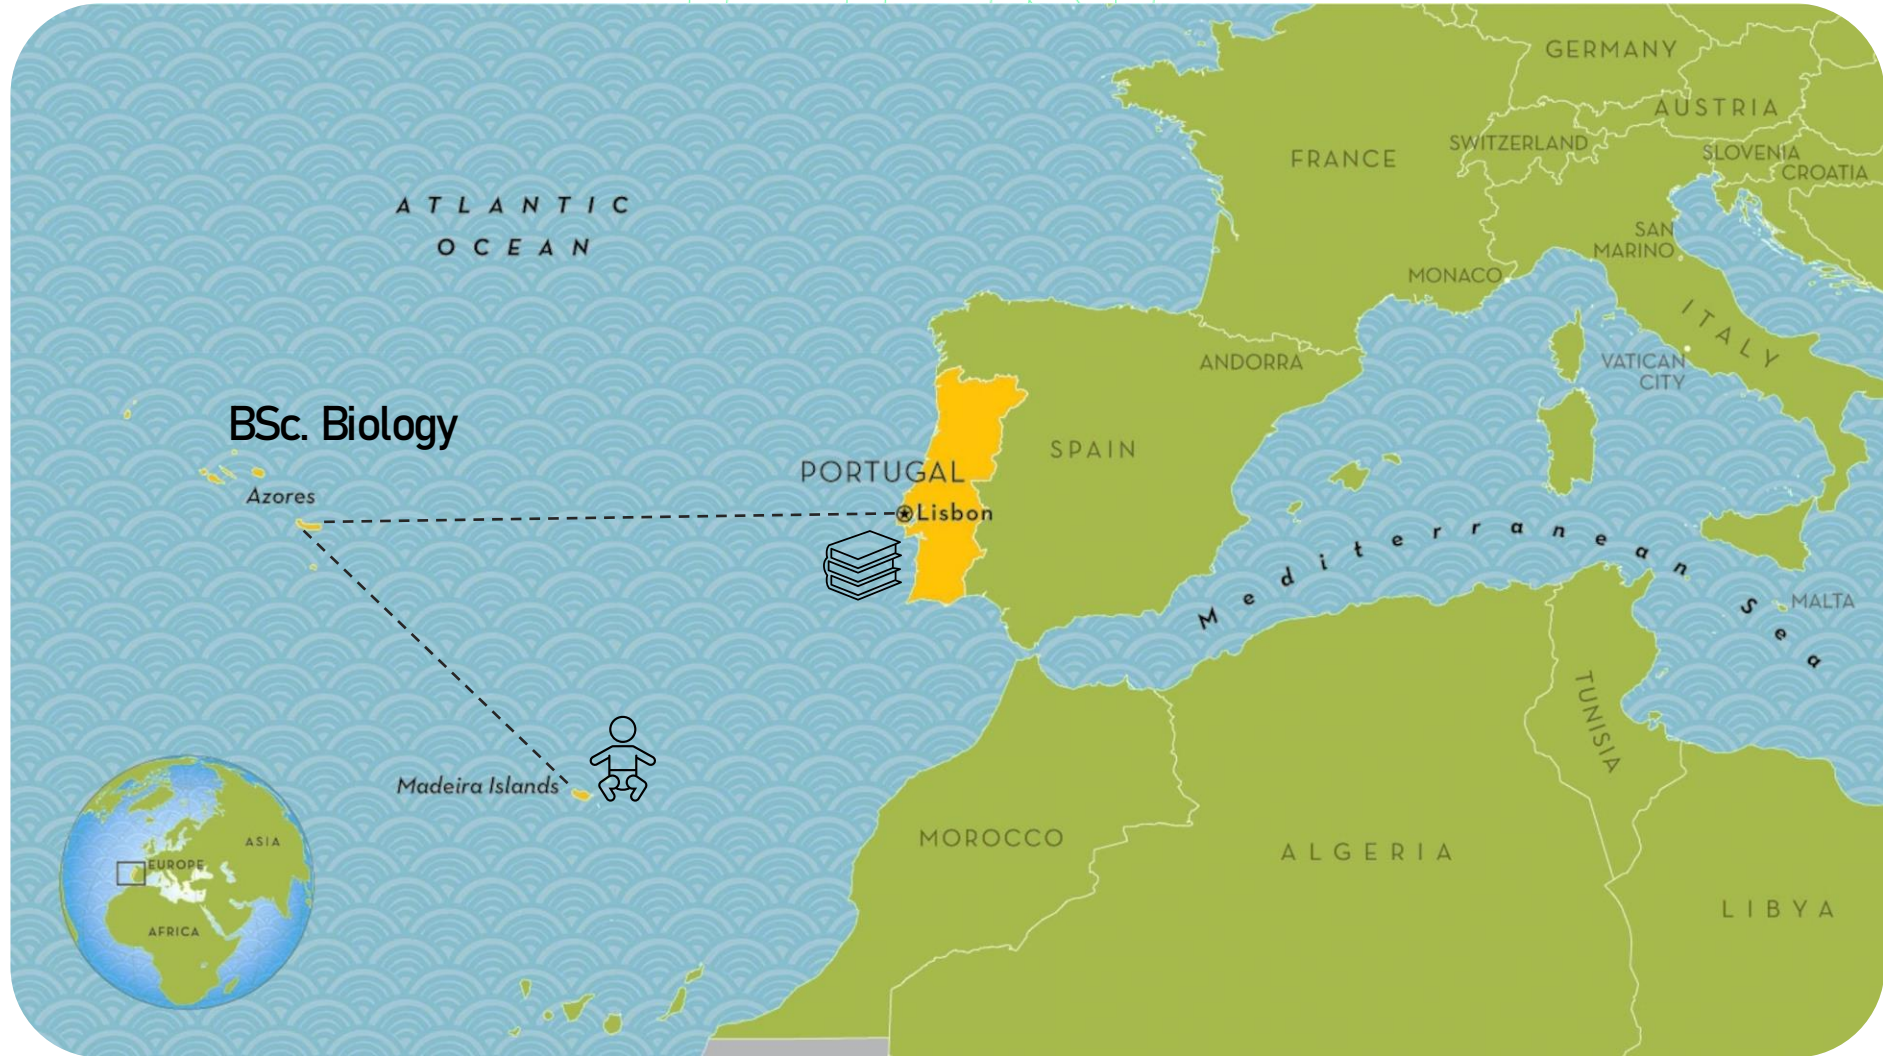 GERMANY
AUSTRIA
SWITZERLAND
FRANCE
SLOVENIA
CROATIA
ATLANTIC
OCEAN
SAN
MARINO
MONACO
ITALY
ANDORRA
VATICAN
CITY
BSc. Biology
SPAIN
PORTUGAL
Azores
Lisbon
Mediterranean Sea
MALTA
TUNISIA
Madeira Islands
MOROCCO
ALGERIA
LIBYA
ASIA
EUROPE
AFRICA